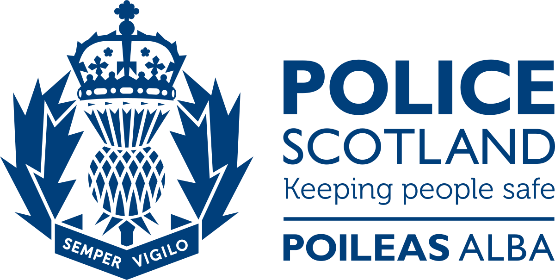 POLICE
SCOTLAND
Keeping people safe
POILEAS ALBA
SEMPER VIGILO